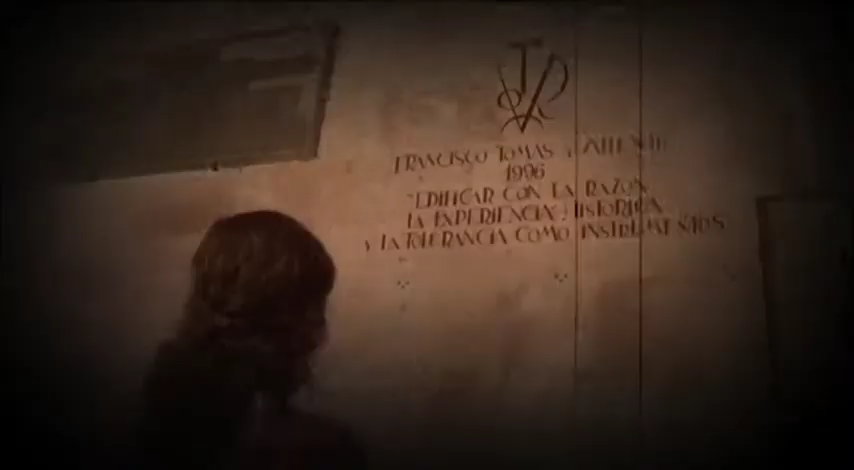 FRANCISCO TOMAS Y VALIENTE
1996
"EDIFICAR CON LA RAZON,
LA EXPERIENCIA HISTORICA
Y LA TOLERANCIA COMO INSTRUMENTOS